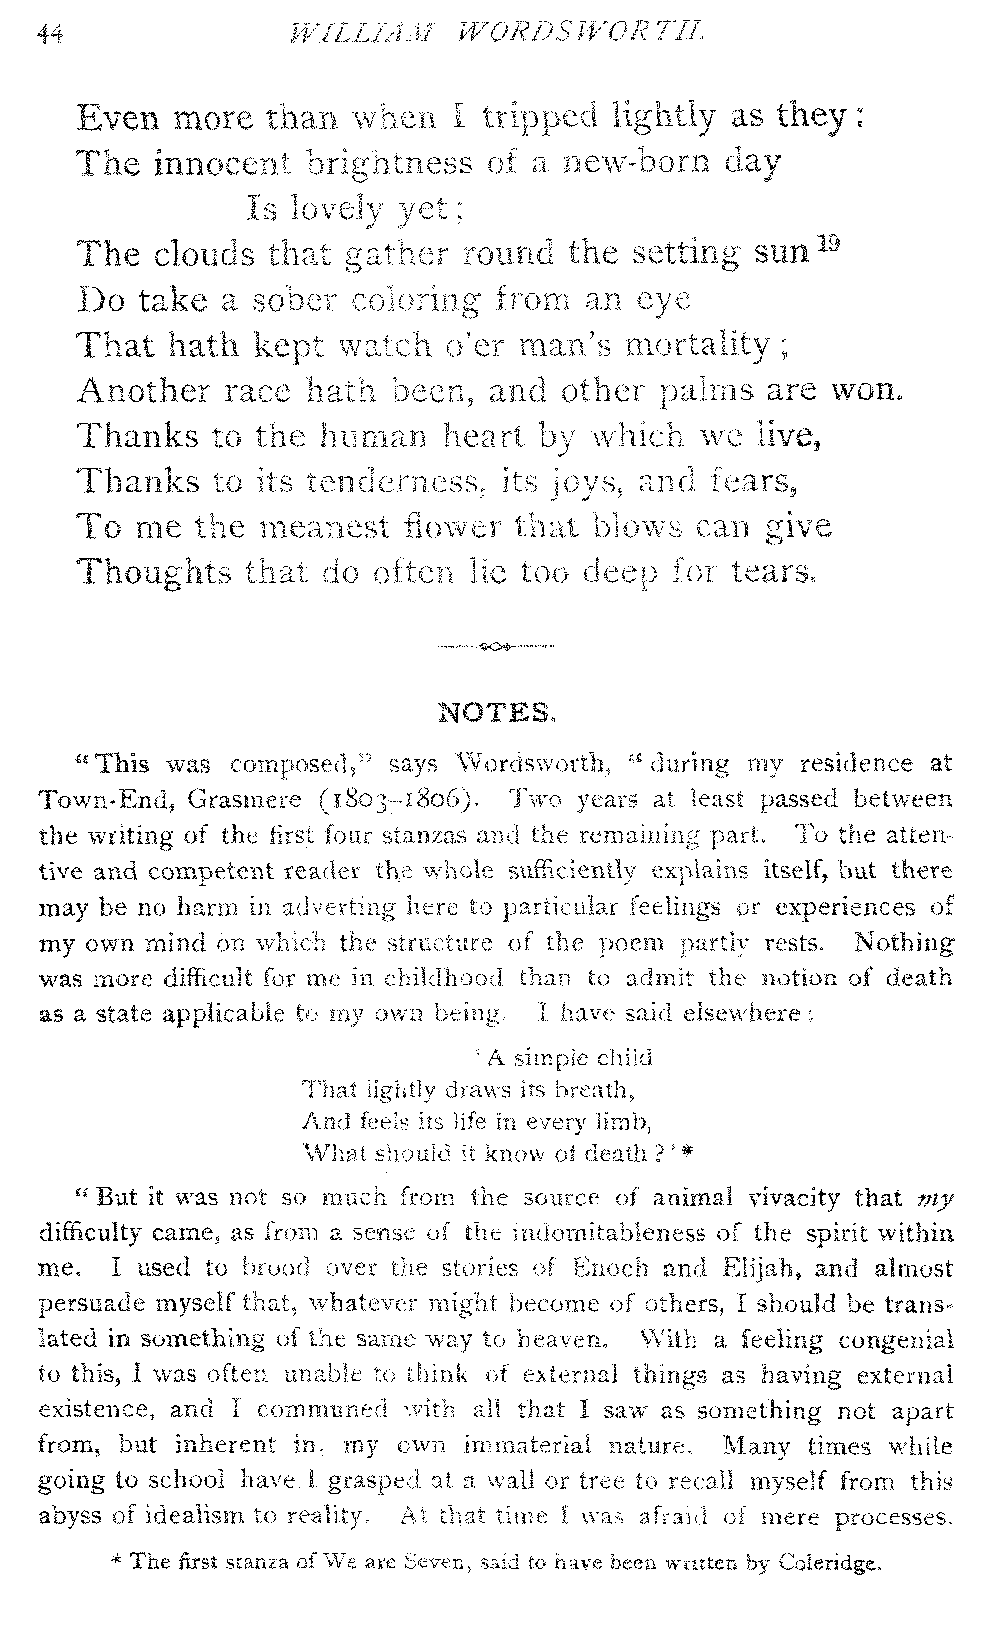 44 WILLIAM WORDSWORTH.
Even more than when I tripped lightly as they:
The innocent brightness of a new-born day
Is lovely yet;
The clouds that gather round the setting sun 19
Do take a sober coloring from an eye
That hath kept watch o'er man's mortality;
Another race hath been, and other palms are won.
Thanks to the human heart by which we live,
Thanks to its tenderness, its joys, and fears,
To me the meanest flower that blows can give
Thoughts that do often lie too deep for tears.
NOTES.
"This was composed," says Wordsworth, "during my residence at
Town-End, Grasmere (1803-1806). Two years at least passed between
the writing of the first four stanzas and the remaining part. To the atten-
tive and competent reader the whole sufficiently explains itself, but there
may be no harm in adverting here to particular feelings or experiences of
my own mind on which the structure of the poem partly rests. Nothing
was more difficult for me in childhood than to admit the notion of death
as a state applicable to my own being. I have said elsewhere:
'A simple child
That lightly draws its breath,
And feels its life in every limb,
What should it know of death?'*
"But it was not so much from the source of animal vivacity that my
difficulty came, as from a sense of the indomitableness of the spirit within
me. I used to brood over the stories of Enoch and Elijah, and almost
persuade myself that, whatever might become of others, I should be trans-
lated in something of the same way to heaven. With a feeling congenial
to this, I was often unable to think of external things as having external
existence, and I communed with all that I saw as something not apart
from, but inherent in, my own immaterial nature. Many times while
going to school have I grasped at a wall or tree to recall myself from this
abyss of idealism to reality. At that time I was afraid of mere processes.
* The first stanza of We are Seven, said to have been written by Coleridge.